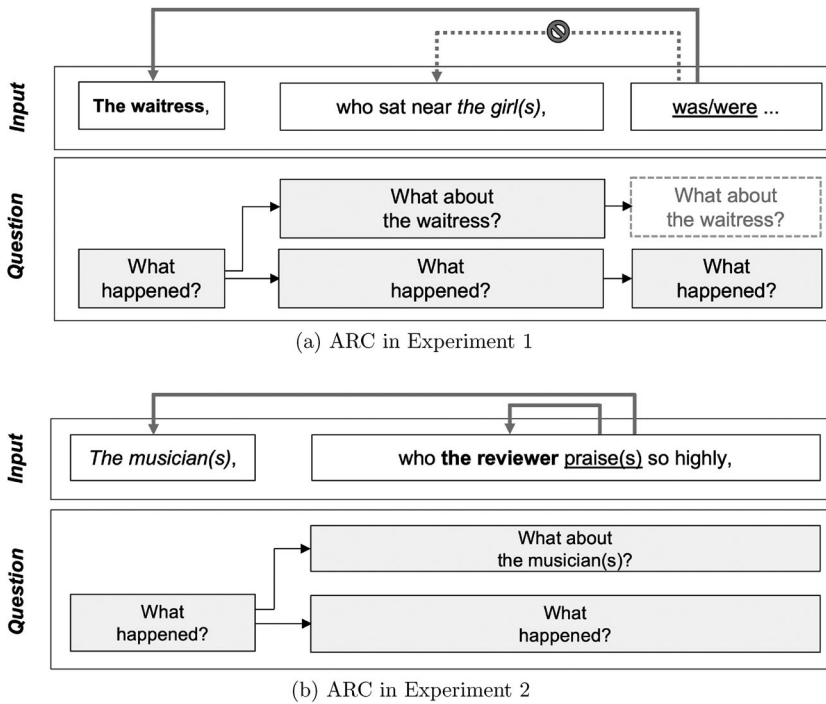 Input
The waitress,
who sat near the girl(s),
was/were ...
Question
What about
the waitress?
What about
the waitress?
What
happened?
What
happened?
What
happened?
(a) ARC in Experiment 1
Input
The musician(s),
who the reviewer praise(s) so highly,
Question
What about
the musician(s)?
What
happened?
What
happened?
(b) ARC in Experiment 2